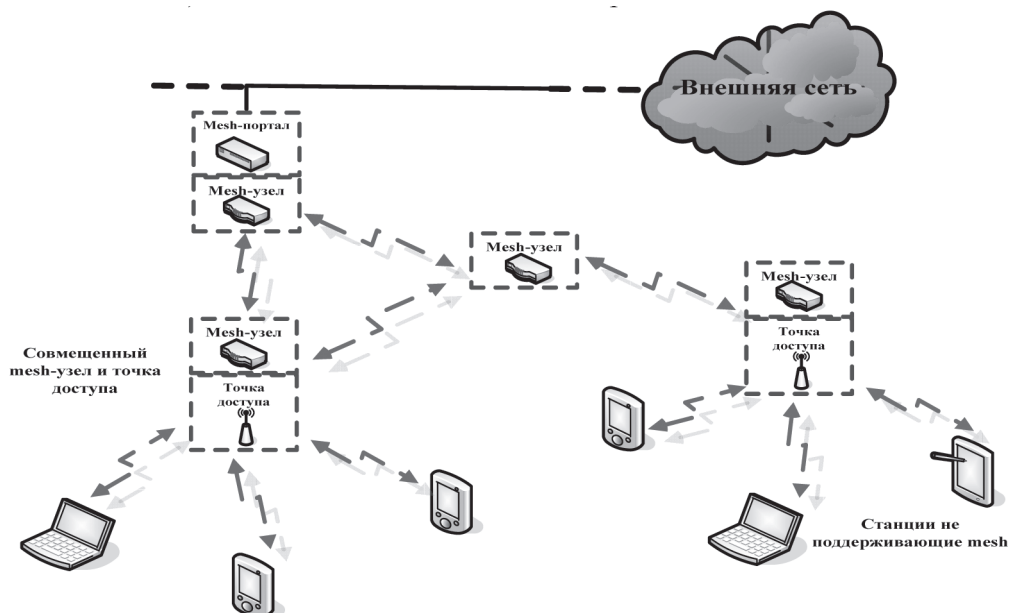 Внешняя сеть
Mesh-портал
Mesh-узел
Mesh-узел
Mesh-узел
Mesh-узел
Точка
доступа
Совмещенный
mesh-узел и точка
доступа
Точка
доступа
Станции не
поддерживающие mesh